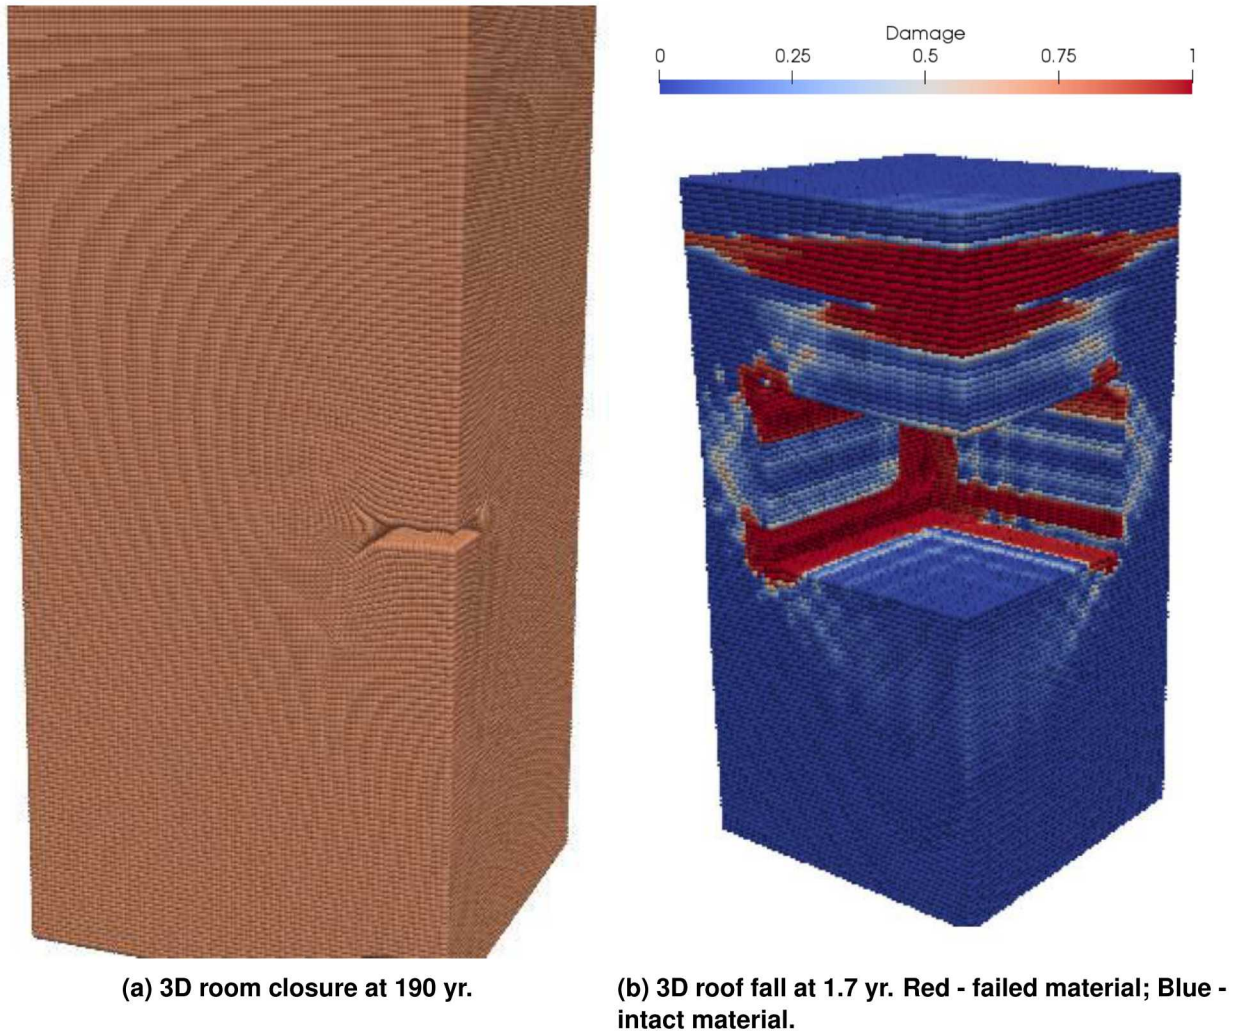 Damage
0 0.25 0.5 0.75 1
(a) 3D room closure at 190 yr.
(b) 3D roof fall at 1.7 yr. Red - failed material; Blue -
intact material.